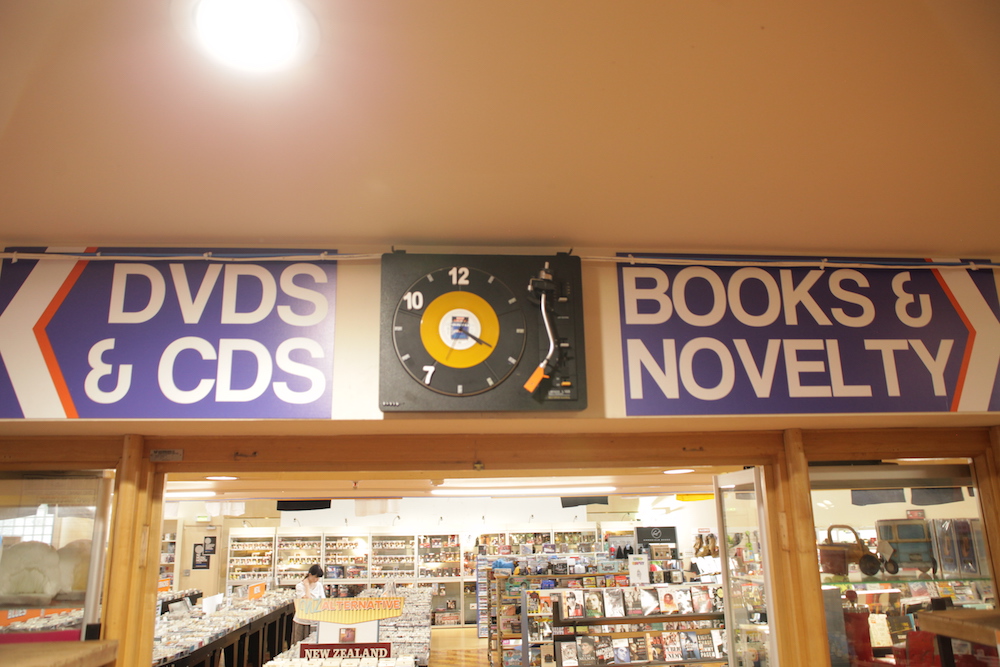 DVDS
& CDS
12
10
7
BOOKS &
NOVELTY
ALTERNATIVE
NEW ZEALAND